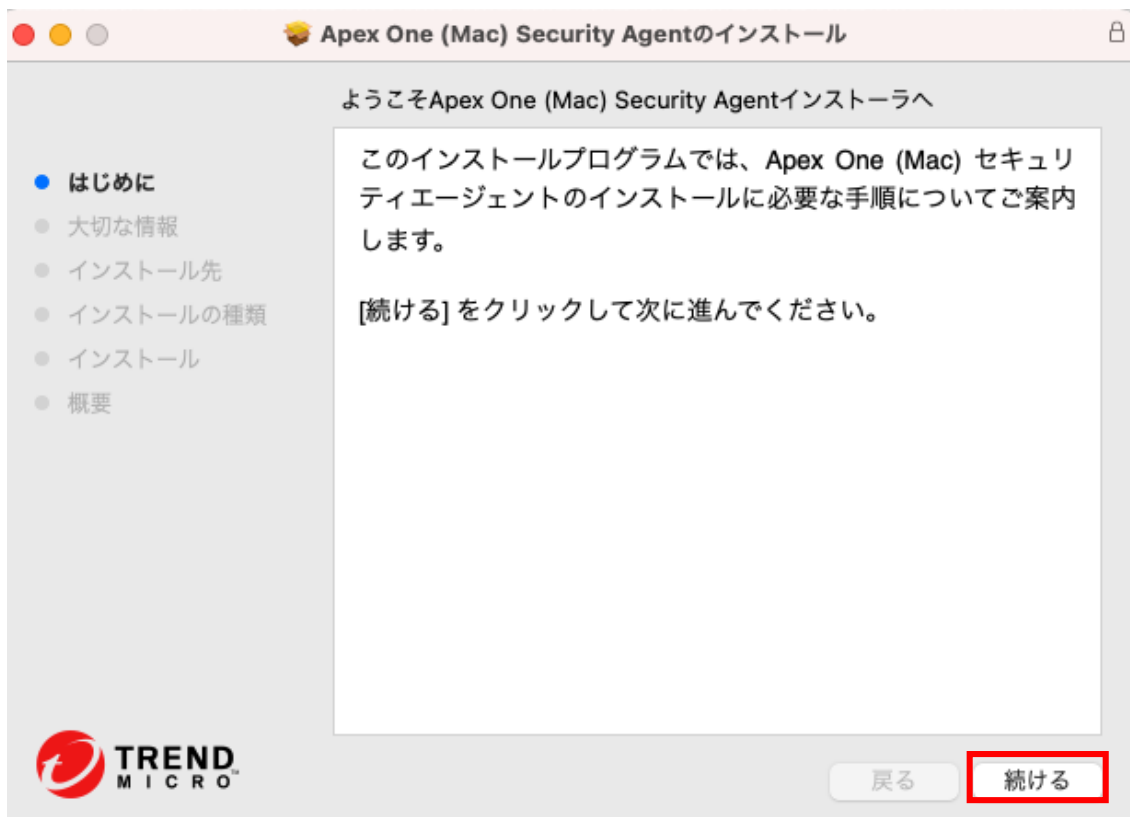 Apex One (Mac) Security Agentのインストール
ようこそApex One (Mac) Security Agentインストーラへ
はじめに
大切な情報
インストール先
インストールの種類
インストール
概要
このインストールプログラムでは、Apex One (Mac) セキュリ
ティエージェントのインストールに必要な手順についてご案内
します。
[続ける] をクリックして次に進んでください。
TREND
MICRO™
戻る
続ける